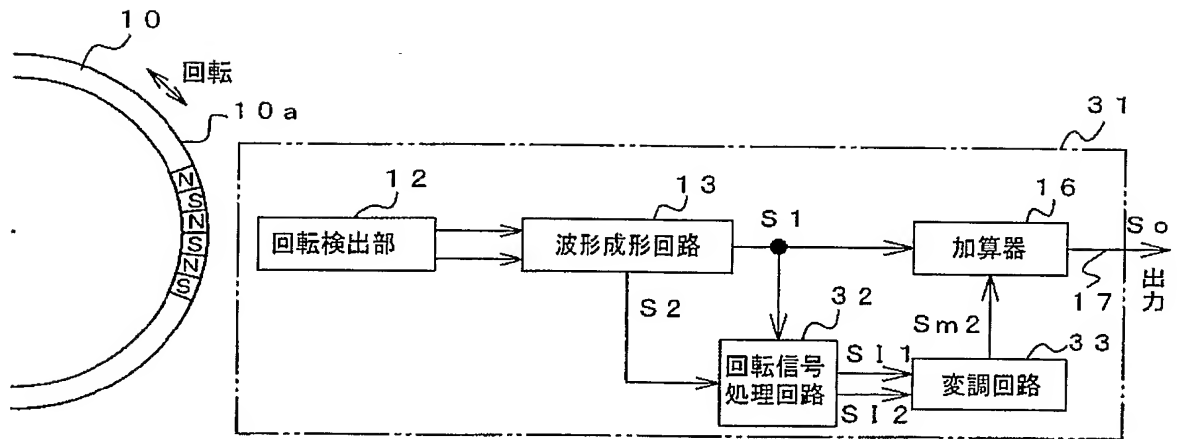 １０
回転
１０ａ
３１
N
S
N
S
N
S
１２
回転検出部
１３
波形成形回路
Ｓ１
１６
加算器
Ｓｏ
出力
１７
Ｓ２
３２
回転信号
処理回路
ＳＩ１
ＳＩ２
Ｓｍ２
３３
変調回路